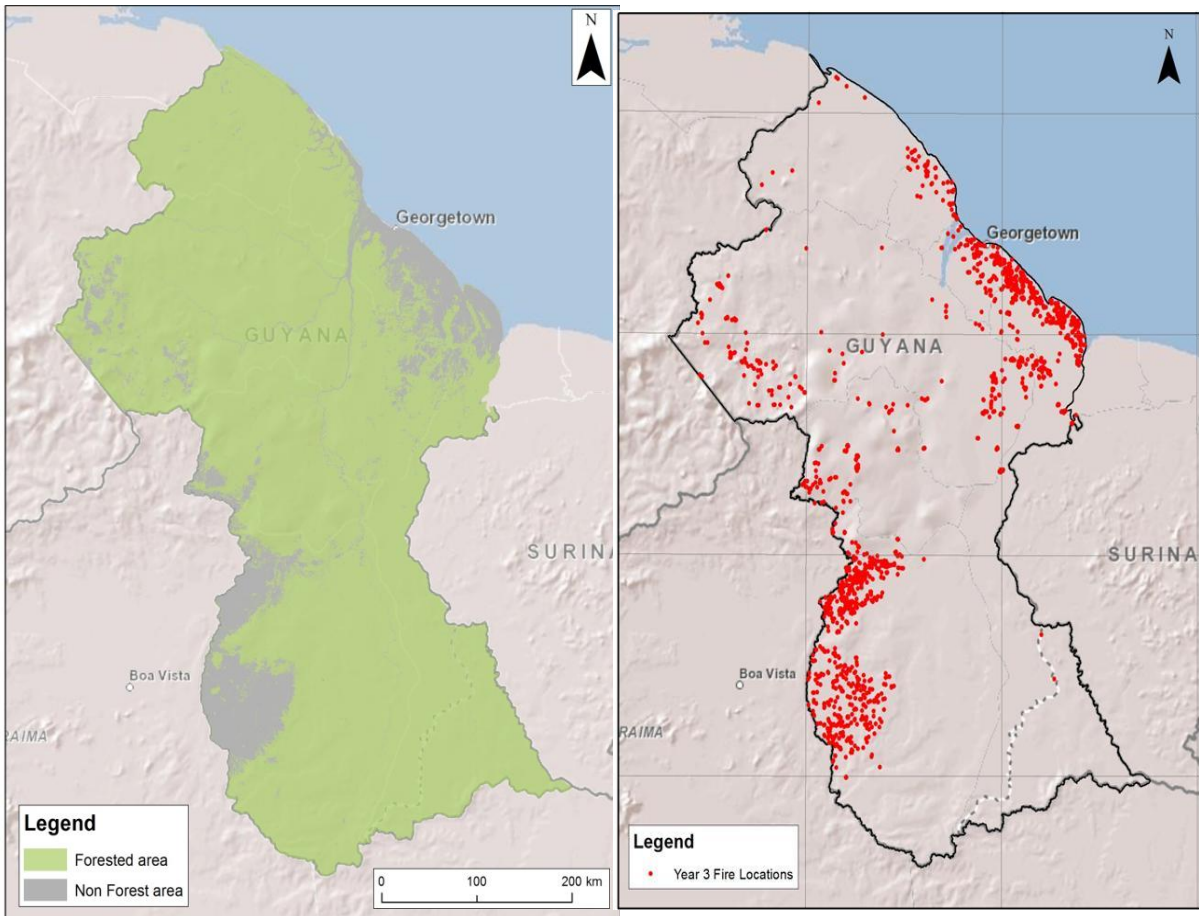 N
Georgetown
GUYANA
SURINA
Boa Vista
RAIMA
Legend
Forested area
Non Forest area
0 100 200 km
N
Georgetown
GUYANA
SURINA
Boa Vista
RAIMA
Legend
Year 3 Fire Locations